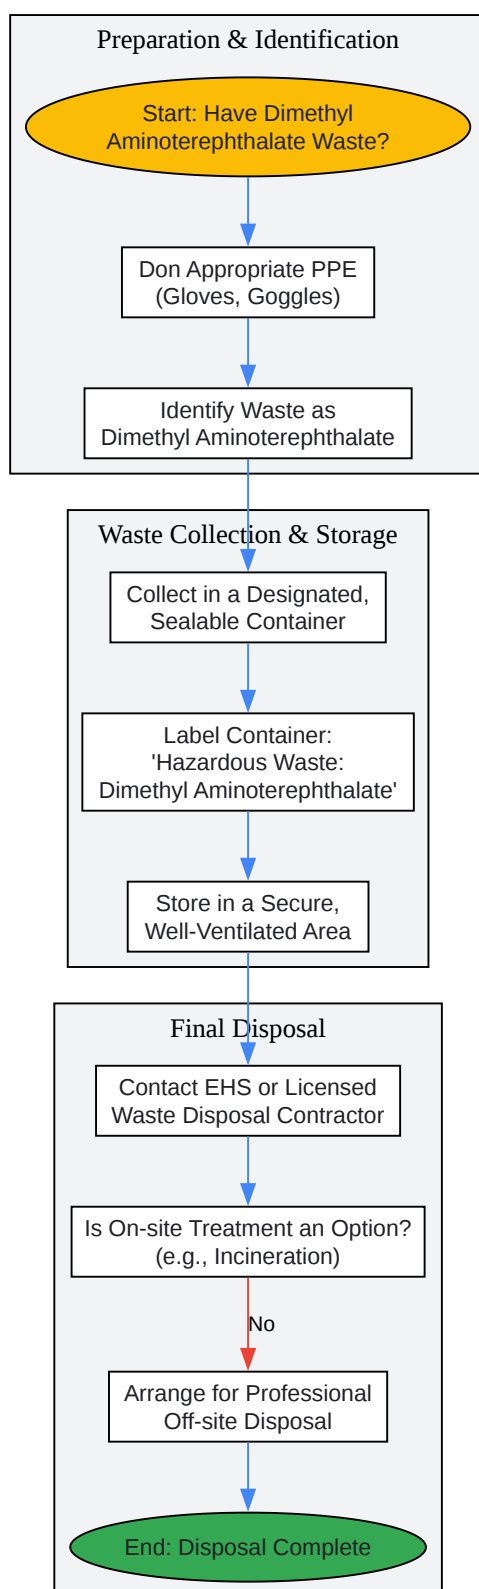 Preparation & Identification
Start: Have Dimethyl
Aminoterephthalate Waste?
Don Appropriate PPE
(Gloves, Goggles)
Identify Waste as
Dimethyl Aminoterephthalate
Waste Collection & Storage
Collect in a Designated,
Sealable Container
Label Container:
'Hazardous Waste:
Dimethyl Aminoterephthalate'
Store in a Secure,
Well-Ventilated Area
Final Disposal
Contact EHS or Licensed
Waste Disposal Contractor
Is On-site Treatment an Option?
(e.g., Incineration)
No
Arrange for Professional
Off-site Disposal
End: Disposal Complete